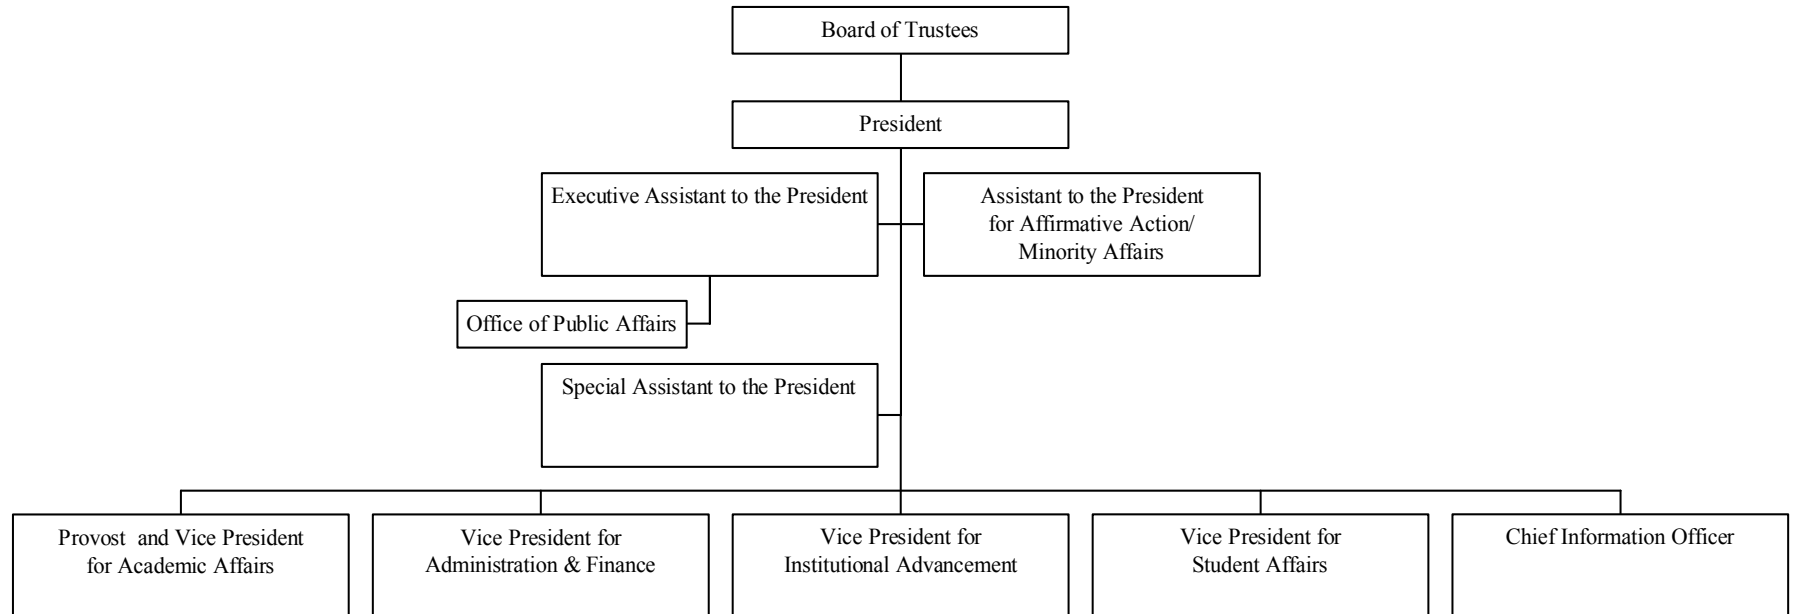 Board of Trustees
President
Executive Assistant to the President
Assistant to the President
for Affirmative Action/
Minority Affairs
Office of Public Affairs
Special Assistant to the President
Provost and Vice President
for Academic Affairs
Vice President for
Administration & Finance
Vice President for
Institutional Advancement
Vice President for
Student Affairs
Chief Information Officer